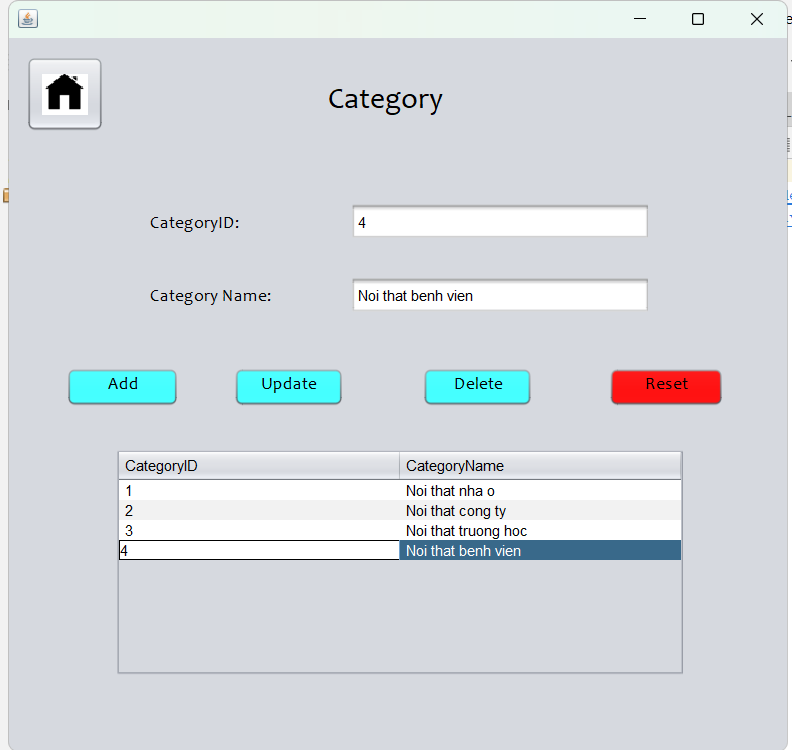 Category
CategoryID: 4
Category Name: Noi that benh vien
Add Update Delete Reset
CategoryID CategoryName
1 Noi that nha o
2 Noi that cong ty
3 Noi that truong hoc
4 Noi that benh vien